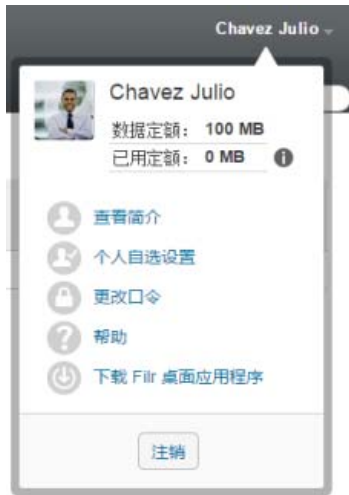 Chavez Julio
Chavez Julio
数据定額： 100 MB
已用定額： 0 MB
查看简介
个人自选设置
更改口令
帮助
下载 Filr 桌面应用程序
注销